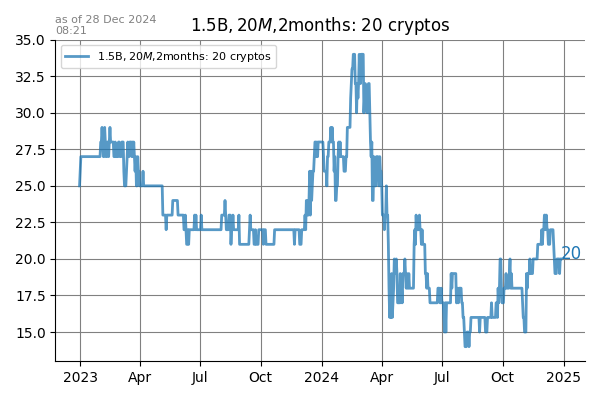 as of 28 Dec 2024
08:21
1.5B, 20M,2months: 20 cryptos
1.5B, 20M,2months: 20 cryptos
35.0
32.5
30.0
27.5
25.0
22.5
20.0
17.5
15.0
20
2023 Apr Jul Oct 2024 Apr Jul Oct 2025